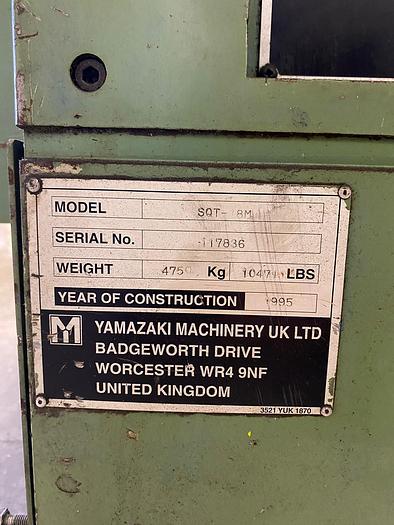 MODEL SQT- 8M
SERIAL No. 117836
WEIGHT 4750 Kg LBS
YEAR OF CONSTRUCTION 1995
M YAMAZAKI MACHINERY UK LTD
BADGEWORTH DRIVE
WORCESTER WR4 9NF
UNITED KINGDOM
3521 YUK 1870